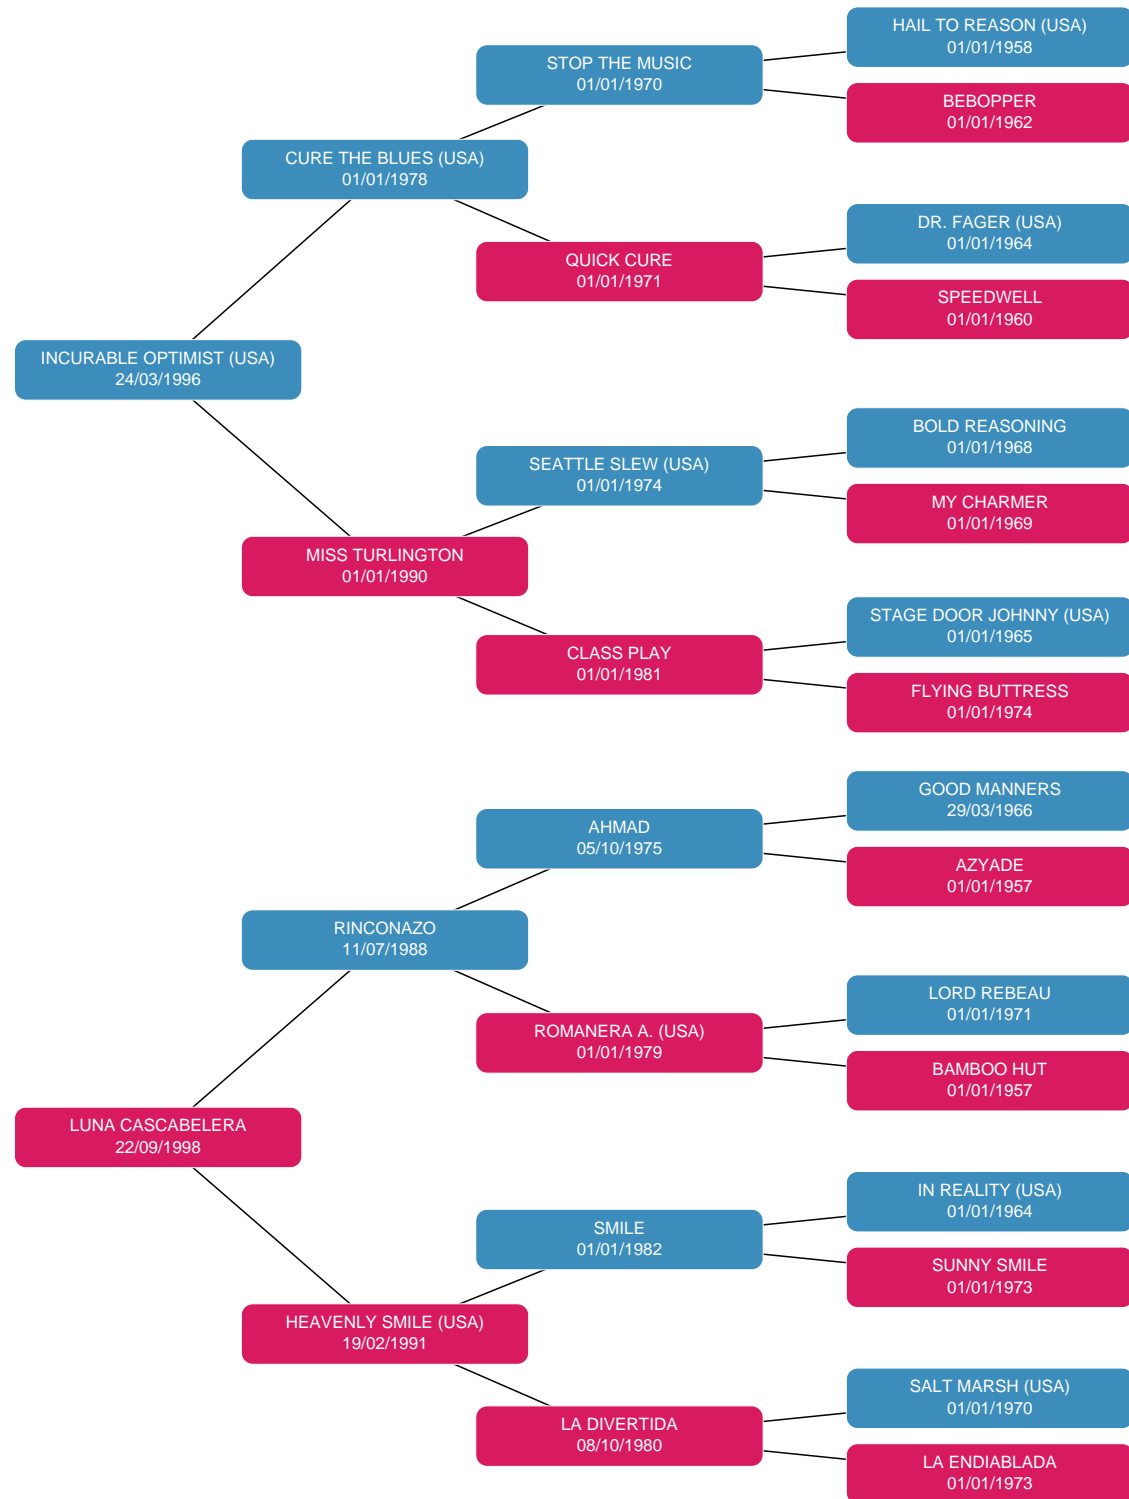 HAIL TO REASON (USA)
01/01/1958
STOP THE MUSIC
01/01/1970
BEBOPPER
01/01/1962
CURE THE BLUES (USA)
01/01/1978
DR. FAGER (USA)
01/01/1964
QUICK CURE
01/01/1971
SPEEDWELL
01/01/1960
INCURABLE OPTIMIST (USA)
24/03/1996
BOLD REASONING
01/01/1968
SEATTLE SLEW (USA)
01/01/1974
MY CHARMER
01/01/1969
MISS TURLINGTON
01/01/1990
STAGE DOOR JOHNNY (USA)
01/01/1965
CLASS PLAY
01/01/1981
FLYING BUTTRESS
01/01/1974
GOOD MANNERS
29/03/1966
AHMAD
05/10/1975
AZYADE
01/01/1957
RINCONAZO
11/07/1988
LORD REBEAU
01/01/1971
ROMANERA A. (USA)
01/01/1979
BAMBOO HUT
01/01/1957
LUNA CASCABELERA
22/09/1998
IN REALITY (USA)
01/01/1964
SMILE
01/01/1982
SUNNY SMILE
01/01/1973
HEAVENLY SMILE (USA)
19/02/1991
SALT MARSH (USA)
01/01/1970
LA DIVERTIDA
08/10/1980
LA ENDIABLADA
01/01/1973